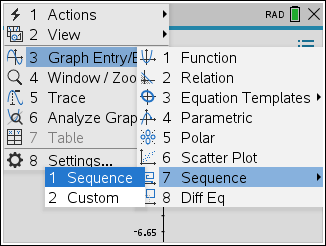 RAD
1 Actions
2 View
3 Graph Entry/E
4 Window / Zoo
5 Trace
6 Analyze Grap
7 Table
8 Settings...
1 Function
2 Relation
3 Equation Templates
4 Parametric
5 Polar
6 Scatter Plot
7 Sequence
8 Diff Eq
1 Sequence
2 Custom
-6.65